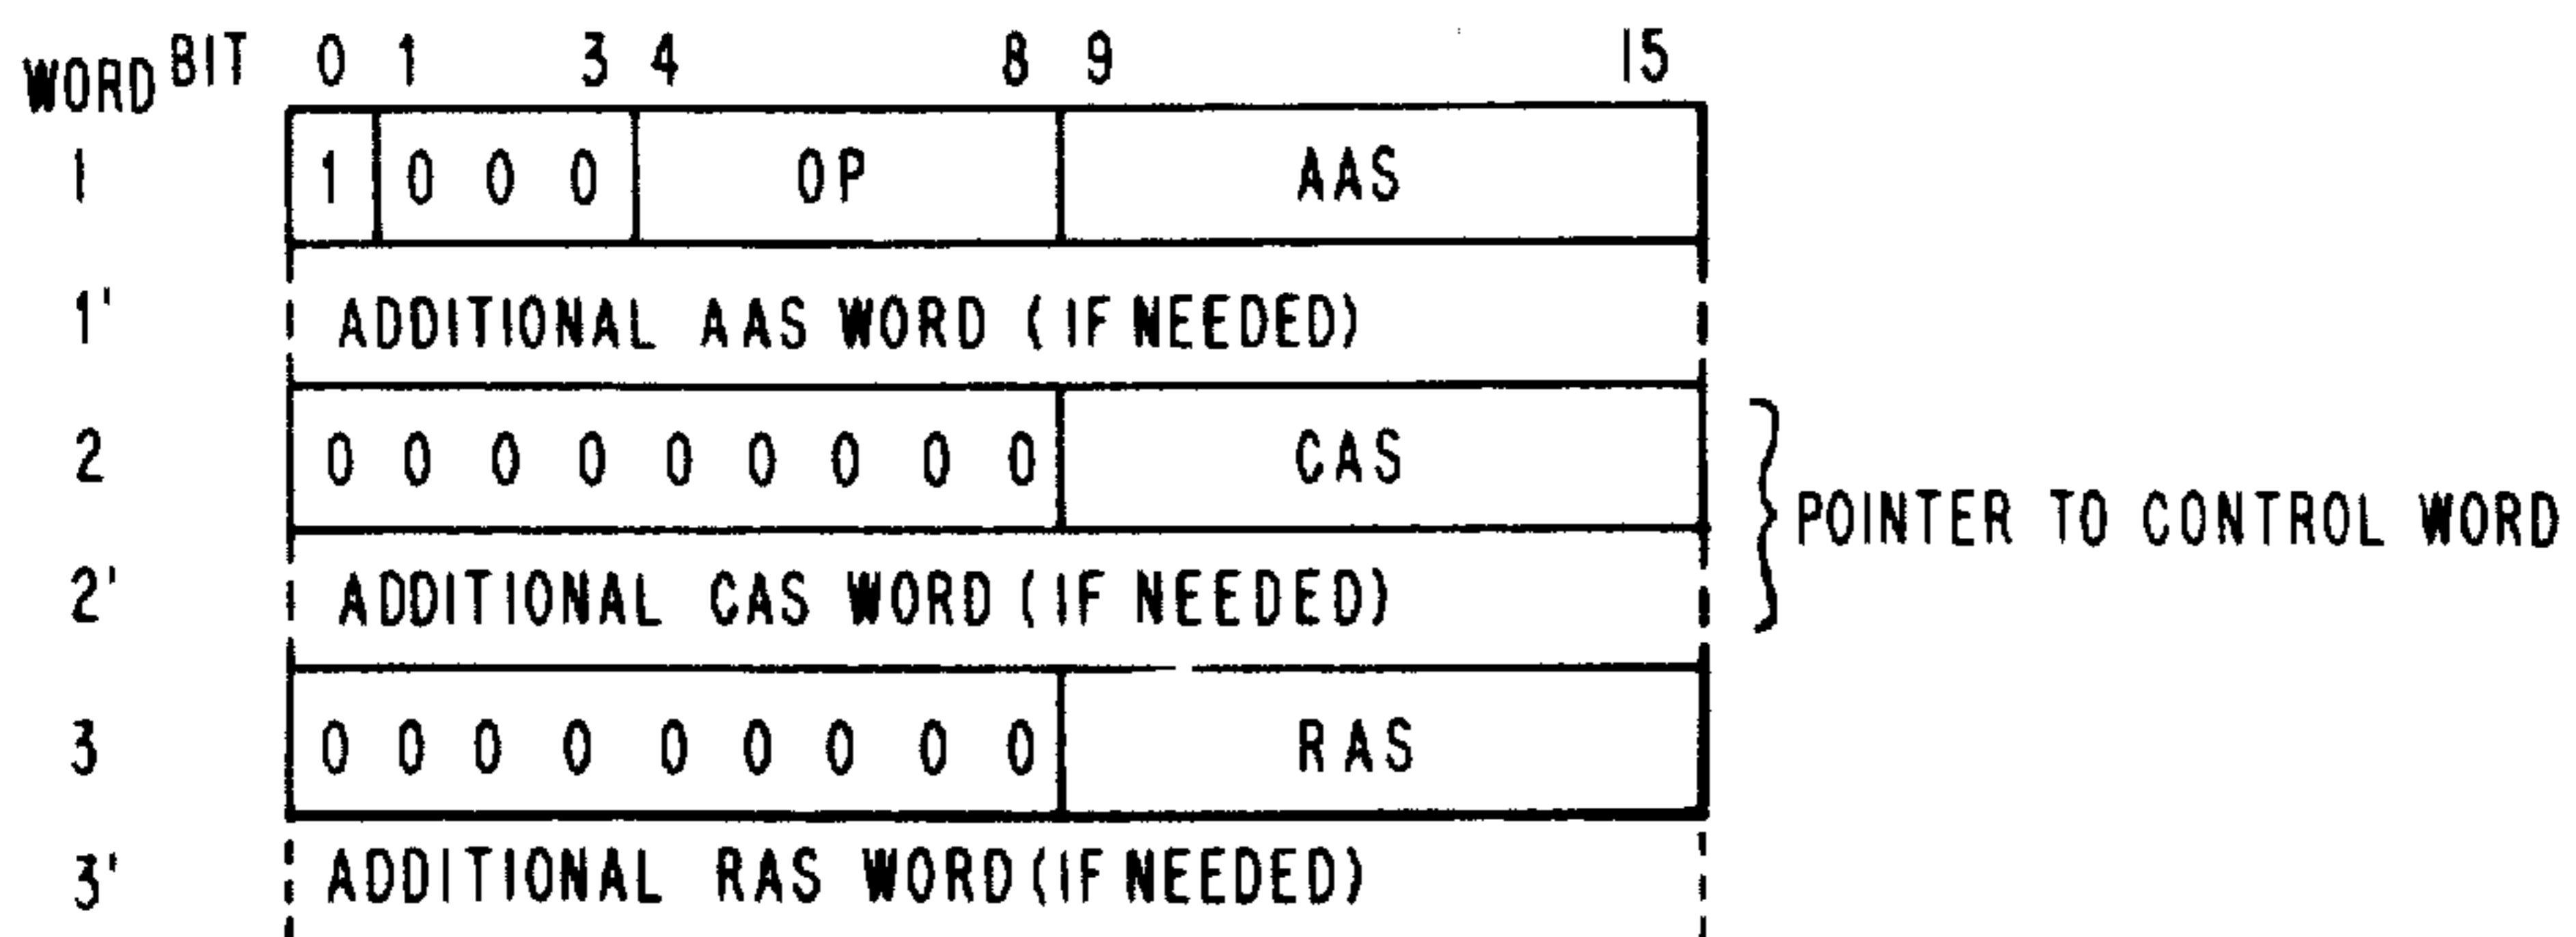 WORD BIT 0 1 3 4 8 9 15
1 1 0 0 0 OP AAS
1' ADDITIONAL AAS WORD (IF NEEDED)
2 0 0 0 0 0 0 0 0 0 CAS
POINTER TO CONTROL WORD
2' ADDITIONAL CAS WORD (IF NEEDED)
3 0 0 0 0 0 0 0 0 0 RAS
3' ADDITIONAL RAS WORD (IF NEEDED)